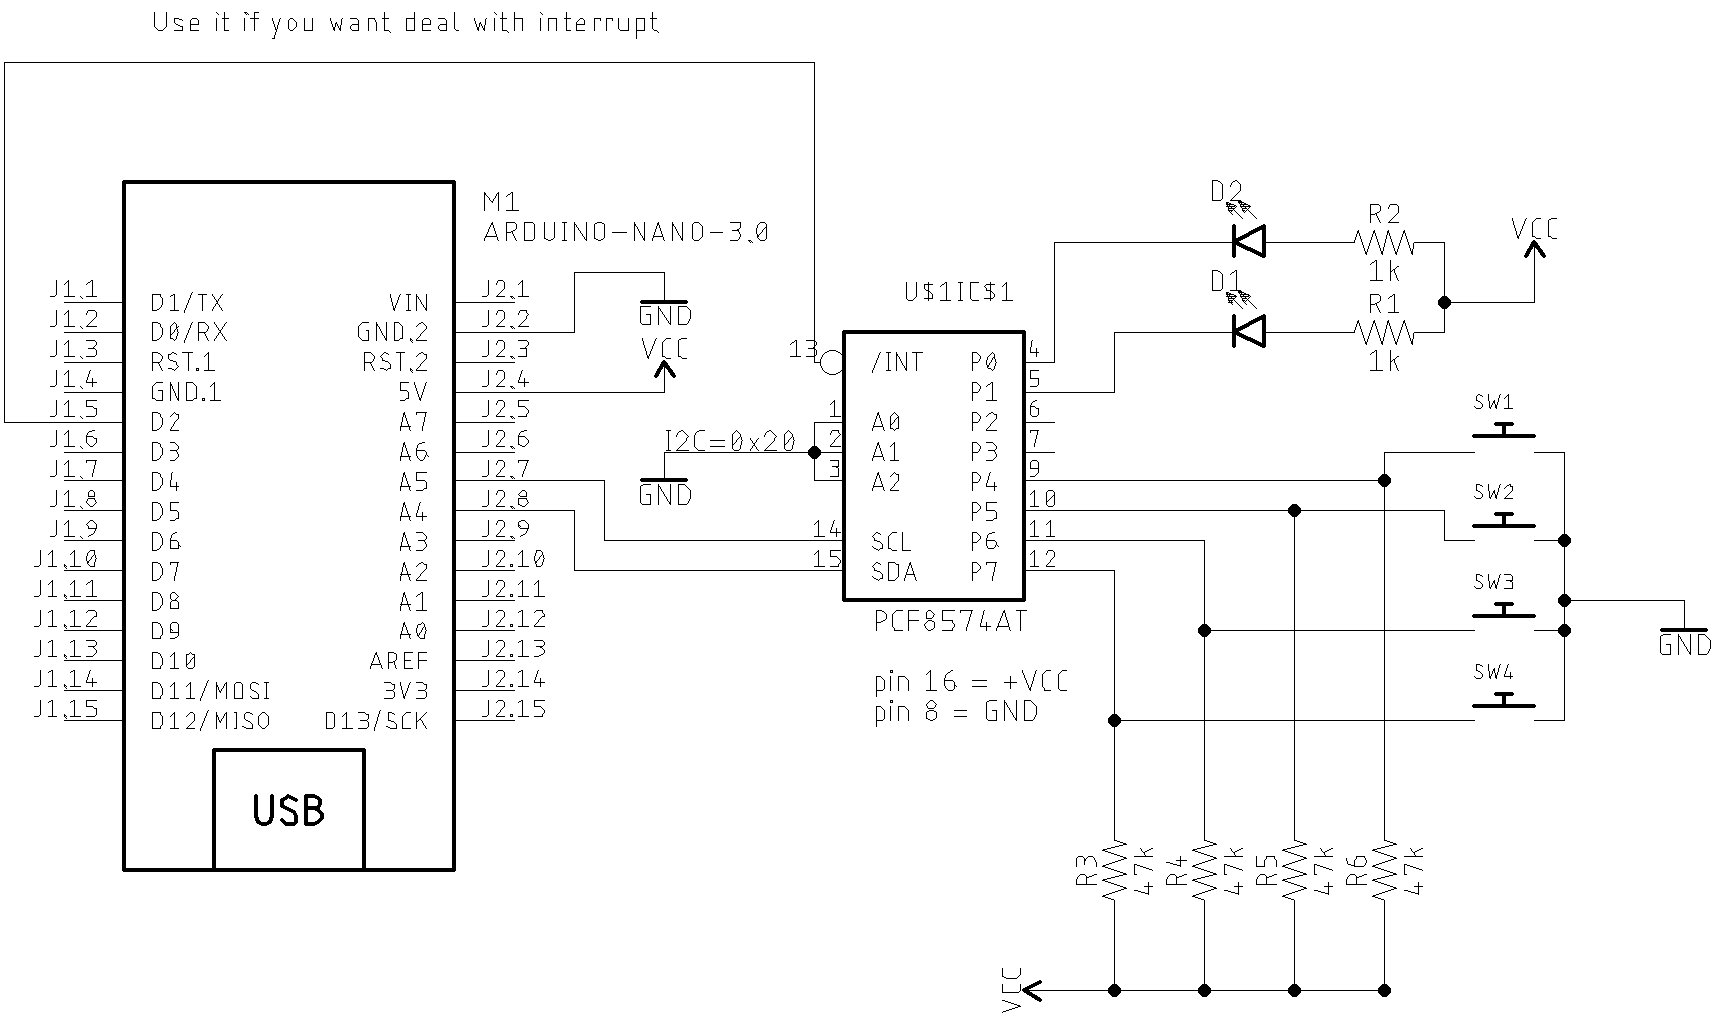 Use it if you want deal with interrupt
M1
ARDUINO-NANO-3.0
J1.1
J1.2
J1.3
J1.4
J1.5
J1.6
J1.7
J1.8
J1.9
J1.10
J1.11
J1.12
J1.13
J1.14
J1.15
D1/TX
D0/RX
RST.1
GND.1
D2
D3
D4
D5
D6
D7
D8
D9
D10
D11/MOSI
D12/MISO
VIN
GND.2
RST.2
5V
A7
A6
A5
A4
A3
A2
A1
A0
AREF
3V3
D13/SCK
J2.1
J2.2
J2.3
J2.4
J2.5
J2.6
J2.7
J2.8
J2.9
J2.10
J2.11
J2.12
J2.13
J2.14
J2.15
USB
GND
VCC
I2C=0x20
GND
U$1IC$1
13
1
2
3
14
15
/INT
A0
A1
A2
SCL
SDA
P0
P1
P2
P3
P4
P5
P6
P7
4
5
6
7
9
10
11
12
PCF8574AT
pin 16 = +VCC
pin 8 = GND
D2
R2
1k
D1
R1
1k
VCC
SW1
SW2
SW3
SW4
GND
R3
47k
R4
47k
R5
47k
R6
47k
VCC